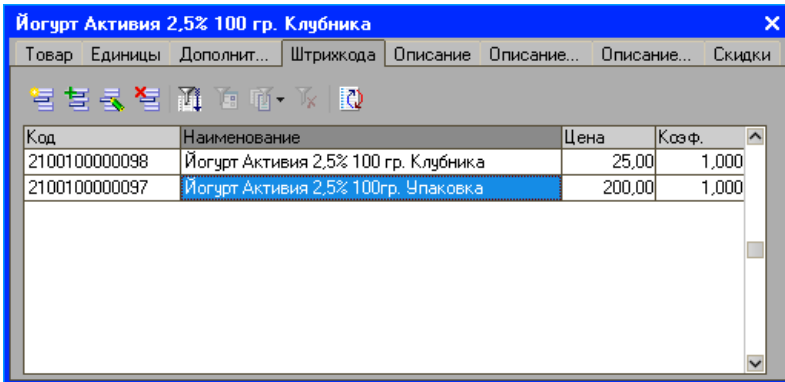 Йогурт Активия 2,5% 100 гр. Клубника
Товар Единицы Дополнит... Штрихкода Описание Описание... Описание... Скидки
Код Наименование Цена Коэф.
2100100000098 Йогурт Активия 2,5% 100 гр. Клубника 25,00 1,000
2100100000097 Йогурт Активия 2,5% 100гр. Упаковка 200,00 1,000